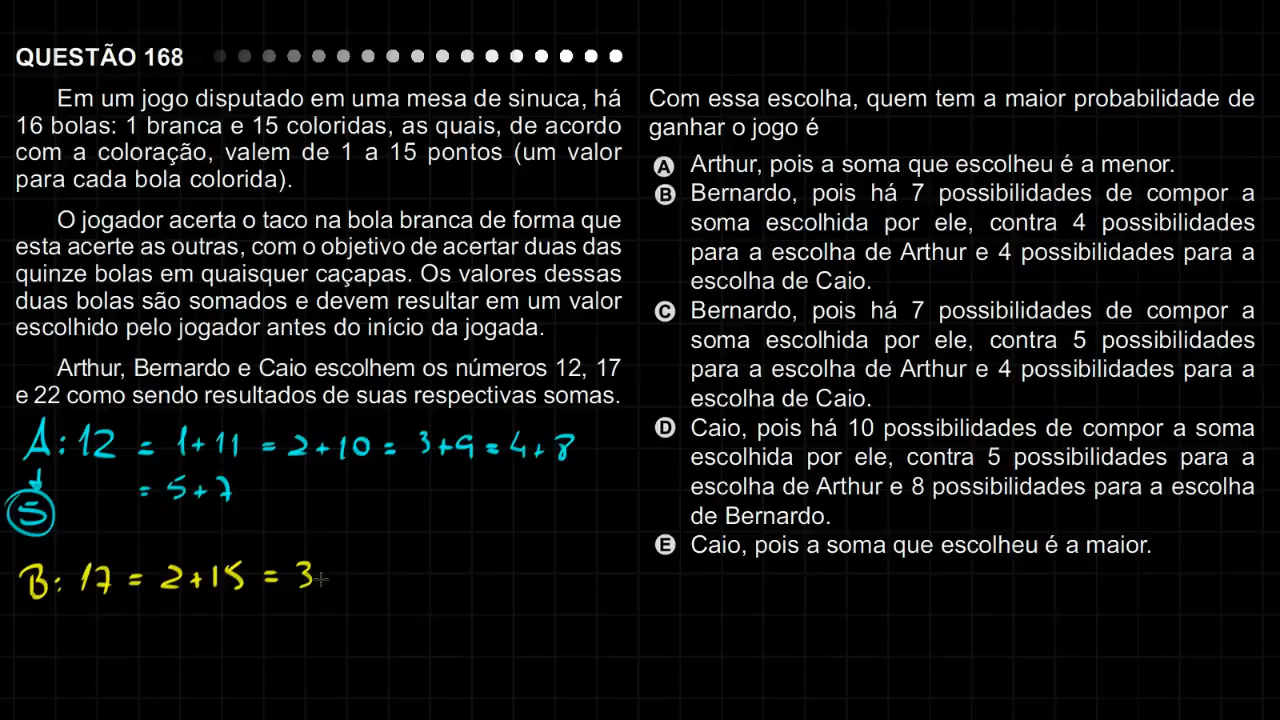 QUESTÃO 168
Em um jogo disputado em uma mesa de sinuca, há
16 bolas: 1 branca e 15 coloridas, as quais, de acordo
com a coloração, valem de 1 a 15 pontos (um valor
para cada bola colorida).
O jogador acerta o taco na bola branca de forma que
esta acerte as outras, com o objetivo de acertar duas das
quinze bolas em quaisquer caçapas. Os valores dessas
duas bolas são somados e devem resultar em um valor
escolhido pelo jogador antes do início da jogada.
Arthur, Bernardo e Caio escolhem os números 12, 17
e 22 como sendo resultados de suas respectivas somas.
A: 12 = 1+11 = 2+10 = 3+9 = 4+8
= 5+7
5
B: 17 = 2+15 = 3
Com essa escolha, quem tem a maior probabilidade de
ganhar o jogo é
A Arthur, pois a soma que escolheu é a menor.
B Bernardo, pois há 7 possibilidades de compor a
soma escolhida por ele, contra 4 possibilidades
para a escolha de Arthur e 4 possibilidades para a
escolha de Caio.
C Bernardo, pois há 7 possibilidades de compor a
soma escolhida por ele, contra 5 possibilidades
para a escolha de Arthur e 4 possibilidades para a
escolha de Caio.
D Caio, pois há 10 possibilidades de compor a soma
escolhida por ele, contra 5 possibilidades para a
escolha de Arthur e 8 possibilidades para a escolha
de Bernardo.
E Caio, pois a soma que escolheu é a maior.